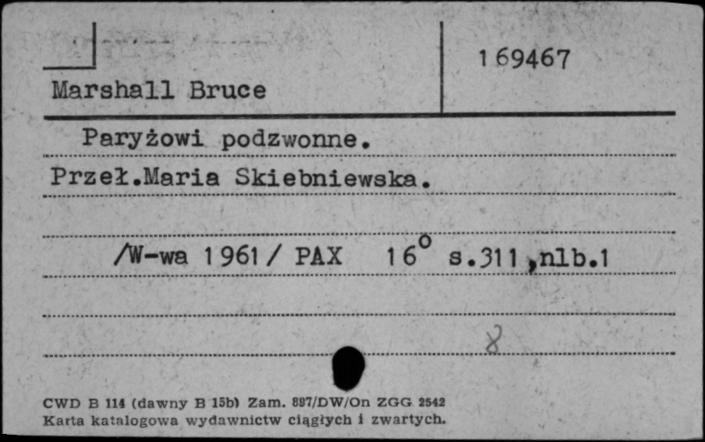 169467
Marshall Bruce
Paryżowi podzwonne.
Przeł.Maria Skiebniewska.
/W-wa 1961/ PAX 16° s.311,nlb.1
8
CWD B 114 (dawny B 15b) Zam. 897/DW/On ZGG 2542
Karta katalogowa wydawnictw ciągłych i zwartych.